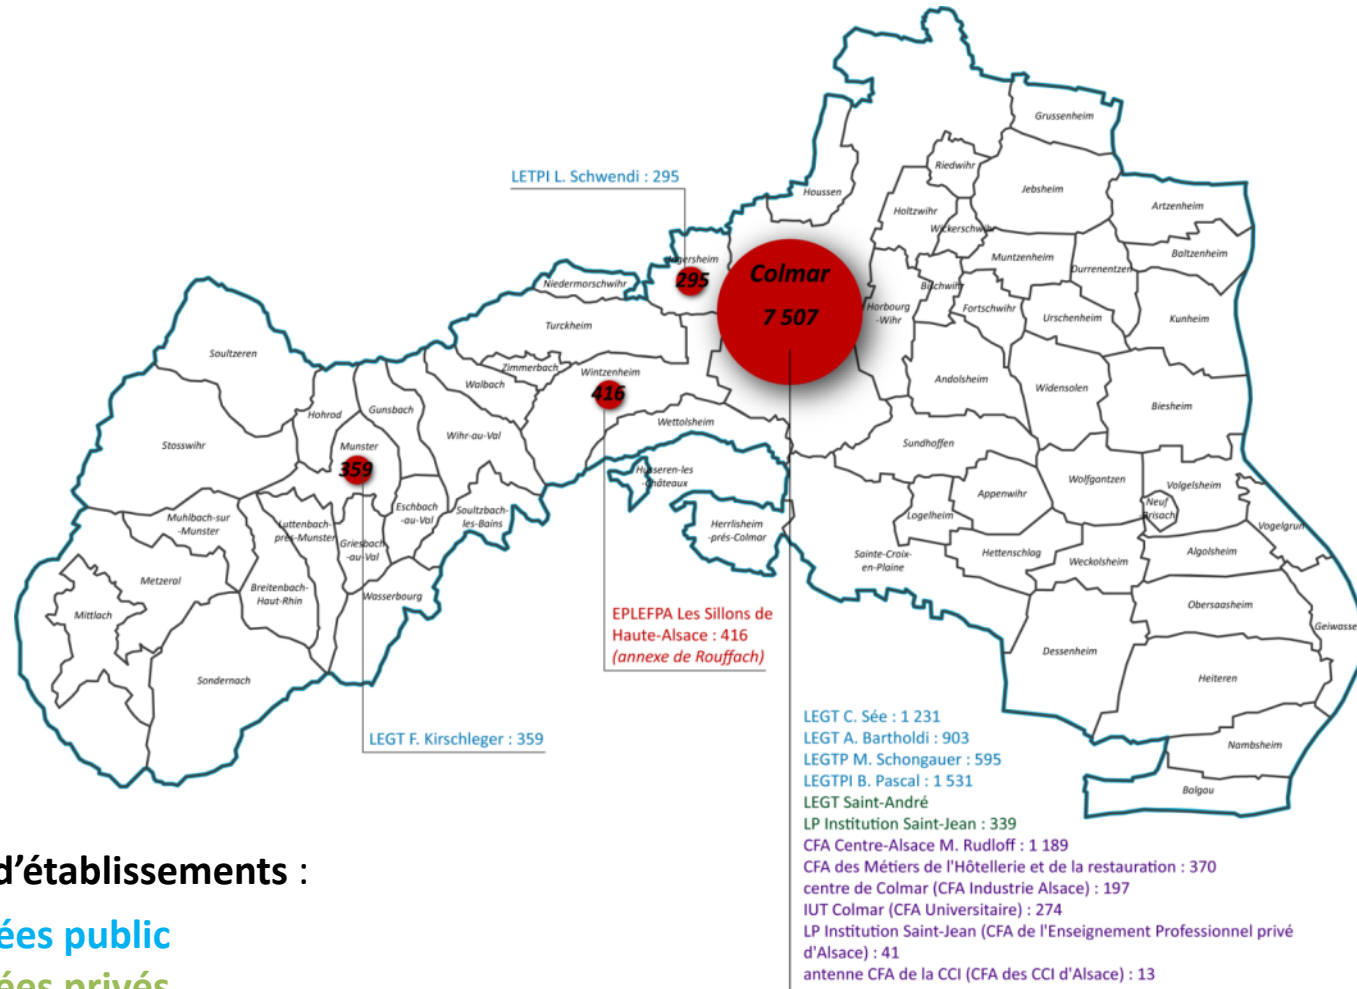 Grussenheim
Riedwihr
LETPI L. Schwendi : 295
Houssen
Jebsheim
Artzenheim
Holtzwihr
Wickerschwihr
Baltzenheim
Muntzenheim
Durrenentzen
Ingersheim
295
Colmar
7 507
Niedermorschwihr
Bischwihr
Fortschwihr
Horbourg
-Wihr
Urschenheim
Kunheim
Turckheim
Soultzeren
Zimmerbach
Wintzenheim
416
Walbach
Andolsheim
Widensolen
Biesheim
Hohrod
Gunsbach
Wettolsheim
Wihr-au-Val
Stosswihr
Munster
359
Sundhoffen
Husseren-les
-Châteaux
Wolfgantzen
Volgelsheim
Appenwihr
Neuf
Brisach
Eschbach
-au-Val
Soultzbach-
les-Bains
Logelheim
Vogelgrun
Muhlbach-sur
-Munster
Luttenbach-
près-Munster
Herrlisheim
-prés-Colmar
Griesbach
-au-Val
Sainte-Croix-
en-Plaine
Hettenschlag
Weckolsheim
Algolsheim
Metzeral
Breitenbach-
Haut-Rhin
Wasserbourg
Mittlach
Obersaasheim
Geiwasser
EPLEFPA Les Sillons de
Haute-Alsace : 416
(annexe de Rouffach)
Dessenheim
Sondernach
Heiteren
LEGT F. Kirschleger : 359
Nambsheim
Balgau
LEGT C. Sée : 1 231
LEGT A. Bartholdi : 903
LEGTP M. Schongauer : 595
LEGTPI B. Pascal : 1 531
LEGT Saint-André
LP Institution Saint-Jean : 339
CFA Centre-Alsace M. Rudloff : 1 189
CFA des Métiers de l'Hôtellerie et de la restauration : 370
centre de Colmar (CFA Industrie Alsace) : 197
IUT Colmar (CFA Universitaire) : 274
LP Institution Saint-Jean (CFA de l'Enseignement Professionnel privé
d'Alsace) : 41
antenne CFA de la CCI (CFA des CCI d'Alsace) : 13
d'établissements :
ées public
ées privés